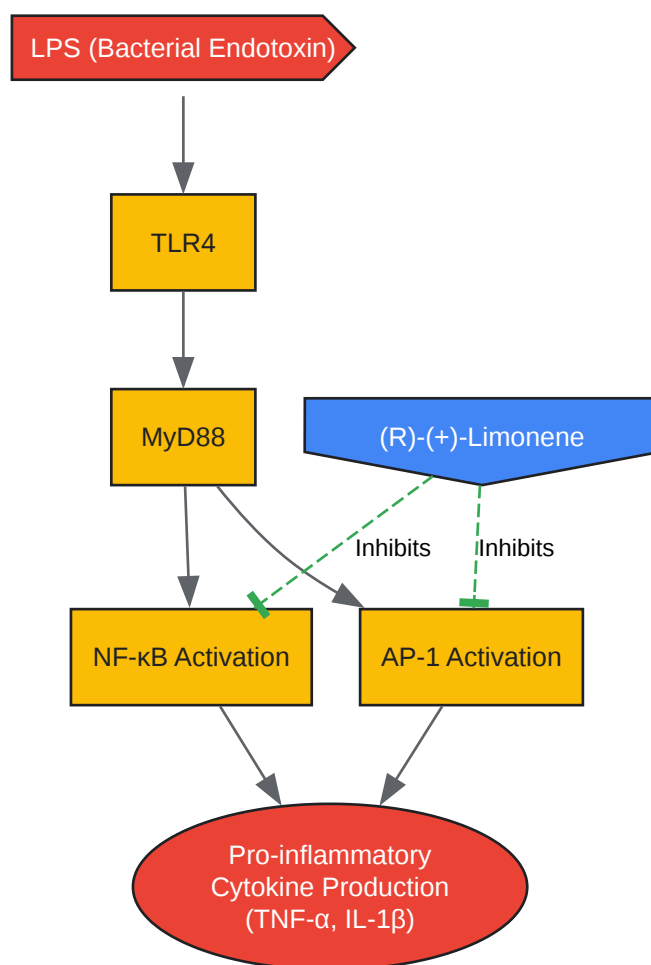 LPS (Bacterial Endotoxin)
TLR4
MyD88
(R)-(+)-Limonene
Inhibits
Inhibits
NF-κB Activation
AP-1 Activation
Pro-inflammatory
Cytokine Production
(TNF-α, IL-1β)